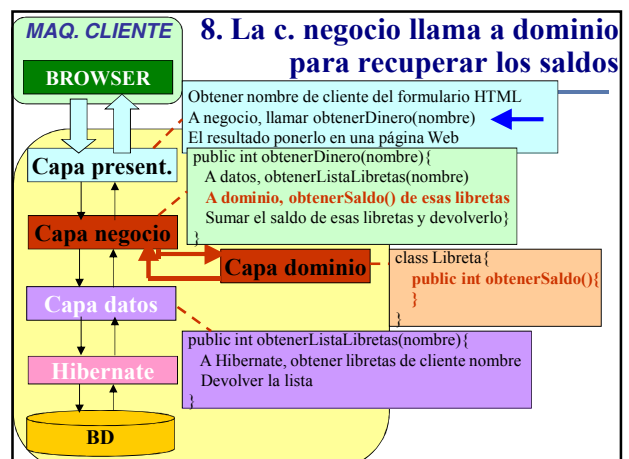 MAQ. CLIENTE
8. La c. negocio llama a dominio
para recuperar los saldos
BROWSER
Obtener nombre de cliente del formulario HTML
A negocio, llamar obtenerDinero(nombre)
El resultado ponerlo en una página Web
Capa present.
public int obtenerDinero(nombre){
A datos, obtenerListaLibretas(nombre)
A dominio, obtenerSaldo() de esas libretas
Sumar el saldo de esas libretas y devolverlo}
}
Capa negocio
Capa dominio
class Libreta{
public int obtenerSaldo(){
}
}
Capa datos
public int obtenerListaLibretas(nombre){
A Hibernate, obtener libretas de cliente nombre
Devolver la lista
}
Hibernate
BD